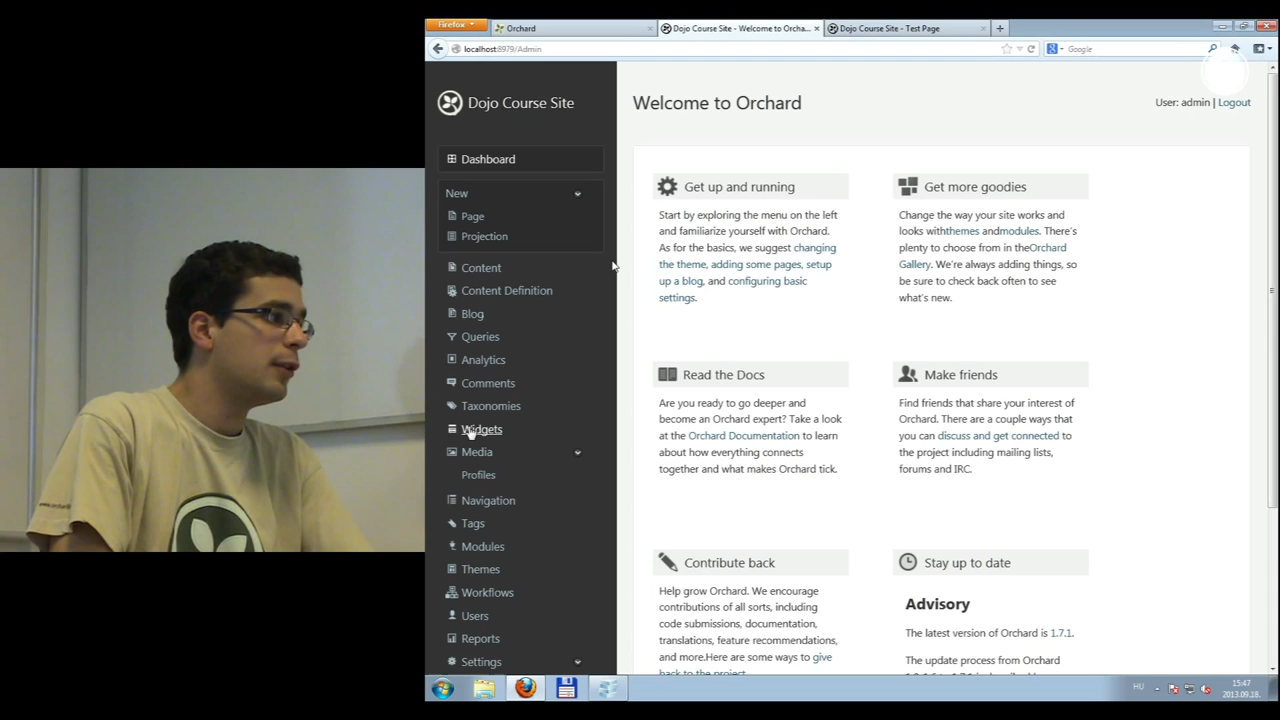 Firefox
Orchard
Dojo Course Site - Welcome to Orcha...
Dojo Course Site - Test Page
localhost:8979/Admin
Google
Dojo Course Site
Dashboard
New
Page
Projection
Content
Content Definition
Blog
Queries
Analytics
Comments
Taxonomies
Widgets
Media
Profiles
Navigation
Tags
Modules
Themes
Workflows
Users
Reports
Settings
Welcome to Orchard
User: admin | Logout
Get up and running
Start by exploring the menu on the left
and familiarize yourself with Orchard.
As for the basics, we suggest changing
the theme, adding some pages, setup
up a blog, and configuring basic
settings.
Get more goodies
Change the way your site works and
looks withthemes andmodules. There's
plenty to choose from in theOrchard
Gallery. We're always adding things, so
be sure to check back often to see
what's new.
Read the Docs
Are you ready to go deeper and
become an Orchard expert? Take a look
at the Orchard Documentation to learn
about how everything connects
together and what makes Orchard tick.
Make friends
Find friends that share your interest of
Orchard. There are a couple ways that
you can discuss and get connected to
the project including mailing lists,
forums and IRC.
Contribute back
Help grow Orchard. We encourage
contributions of all sorts, including
code submissions, documentation,
translations, feature recommendations,
and more.Here are some ways to give
back to the project.
Stay up to date
Advisory
The latest version of Orchard is 1.7.1.
The update process from Orchard
HU
15:47
2013.09.18.